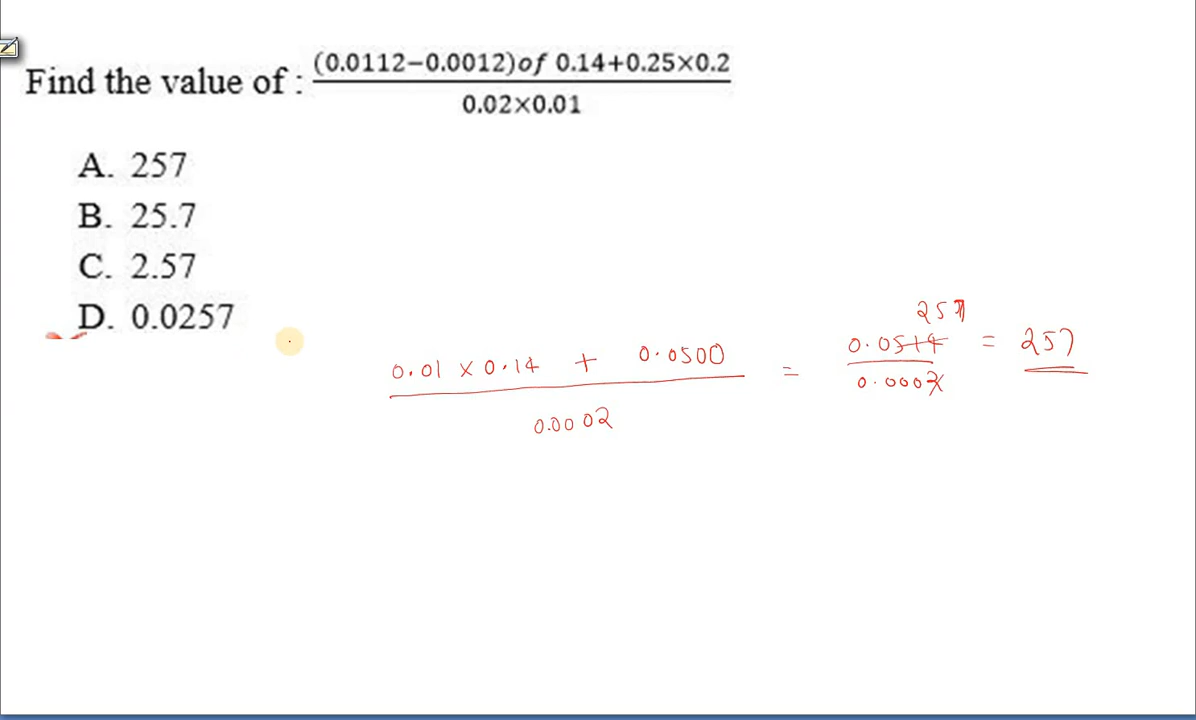 Find the value of : (0.0112−0.0012)of 0.14+0.25×0.2
0.02×0.01
A. 257
B. 25.7
C. 2.57
D. 0.0257
257
0.01 × 0.14 + 0.0500 = 0.0514 = 257
0.0002 0.0002